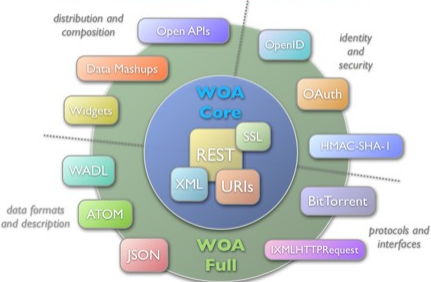 distribution and
composition
Open APIs
OpenID
identity
and
security
Data Mashups
OAuth
Widgets
WOA
Core
SSL
REST
HMAC-SHA-1
WADL
XML
URIs
BitTorrent
data formats
and description
ATOM
protocols and
interfaces
JSON
WOA
Full
IXMLHTTPRequest